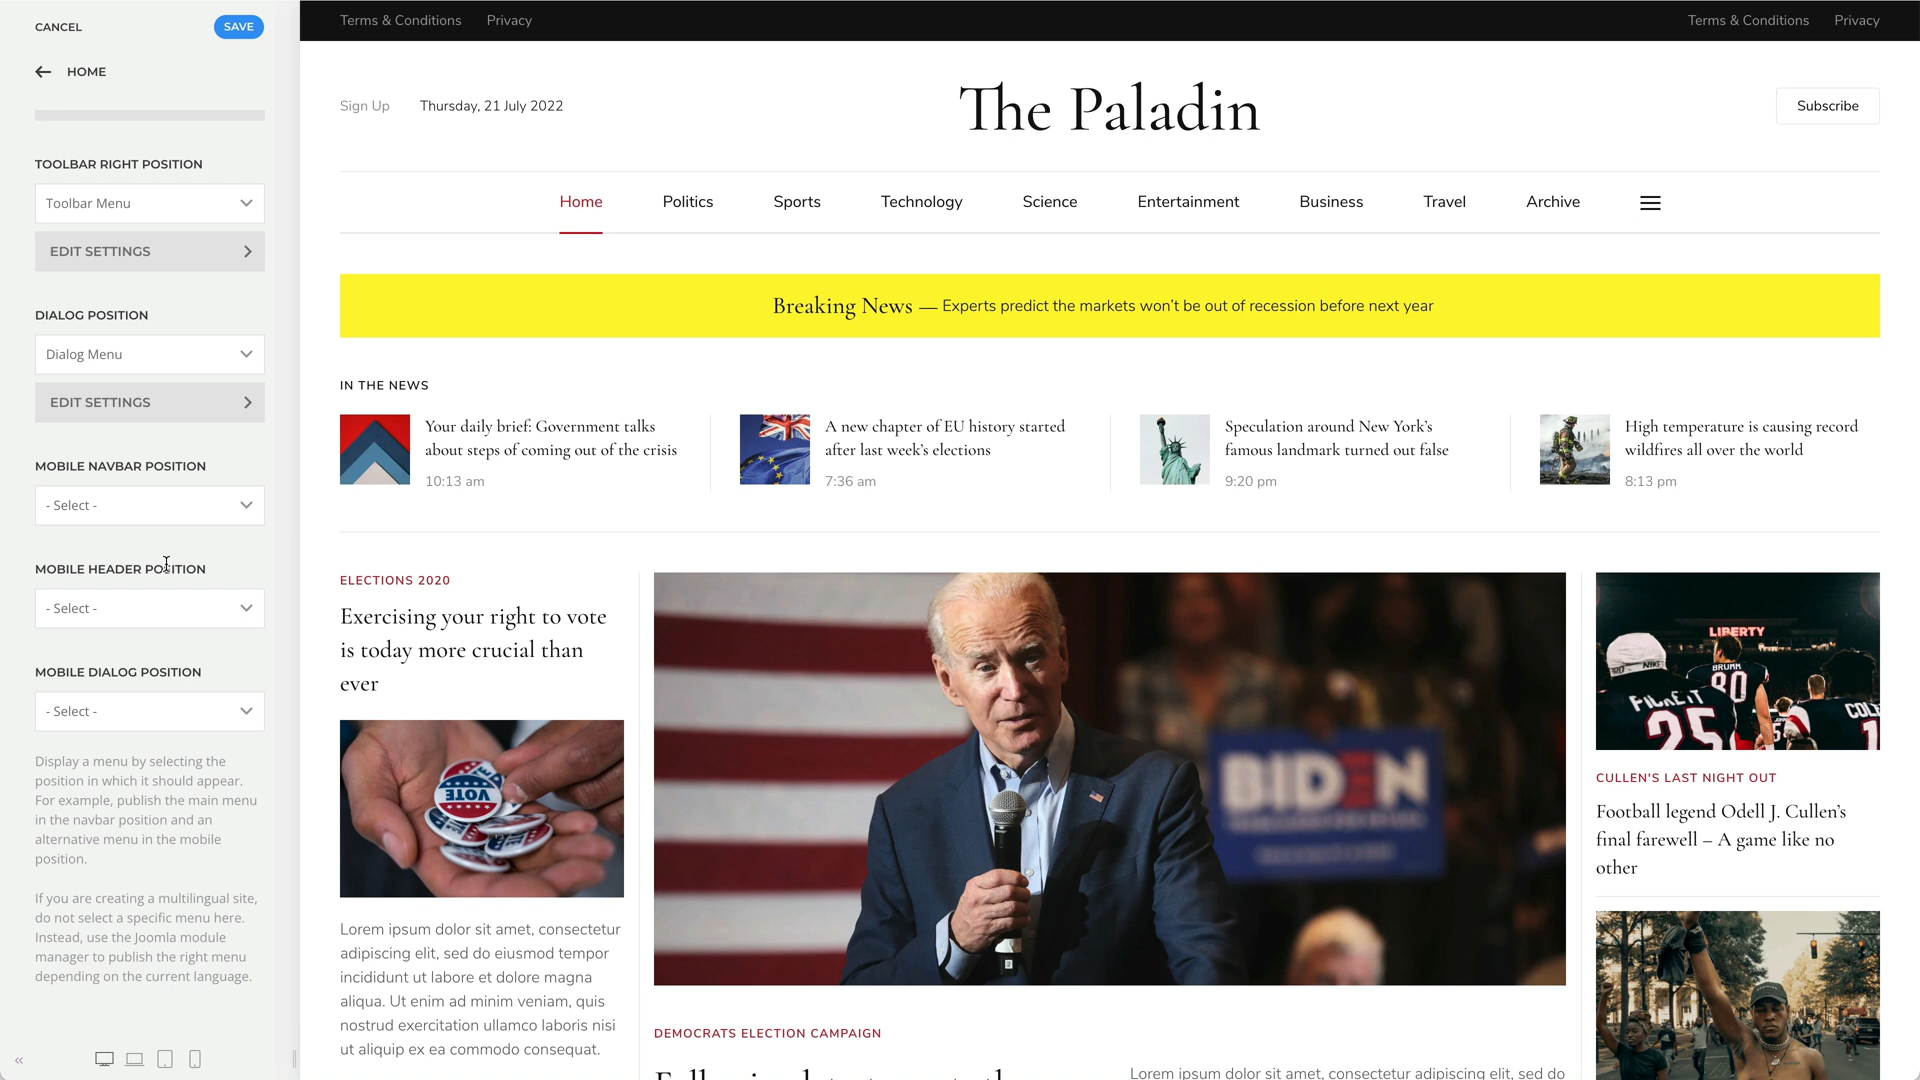 CANCEL
SAVE
HOME
TOOLBAR RIGHT POSITION
Toolbar Menu
EDIT SETTINGS
DIALOG POSITION
Dialog Menu
EDIT SETTINGS
MOBILE NAVBAR POSITION
- Select -
MOBILE HEADER POSITION
- Select -
MOBILE DIALOG POSITION
- Select -
Display a menu by selecting the
position in which it should appear.
For example, publish the main menu
in the navbar position and an
alternative menu in the mobile
position.
If you are creating a multilingual site,
do not select a specific menu here.
Instead, use the Joomla module
manager to publish the right menu
depending on the current language.
Terms & Conditions Privacy
Terms & Conditions Privacy
Sign Up Thursday, 21 July 2022
The Paladin
Subscribe
Home Politics Sports Technology Science Entertainment Business Travel Archive
Breaking News — Experts predict the markets won't be out of recession before next year
IN THE NEWS
Your daily brief: Government talks
about steps of coming out of the crisis
10:13 am
A new chapter of EU history started
after last week's elections
7:36 am
Speculation around New York's
famous landmark turned out false
9:20 pm
High temperature is causing record
wildfires all over the world
8:13 pm
ELECTIONS 2020
Exercising your right to vote
is today more crucial than
ever
VOTE
Lorem ipsum dolor sit amet, consectetur
adipiscing elit, sed do eiusmod tempor
incididunt ut labore et dolore magna
aliqua. Ut enim ad minim veniam, quis
nostrud exercitation ullamco laboris nisi
ut aliquip ex ea commodo consequat.
BIDEN
DEMOCRATS ELECTION CAMPAIGN
Lorem ipsum dolor sit amet, consectetur adipiscing elit, sed do
LIBERTY
BRUMM
80
25
CULLEN'S LAST NIGHT OUT
Football legend Odell J. Cullen's
final farewell – A game like no
other